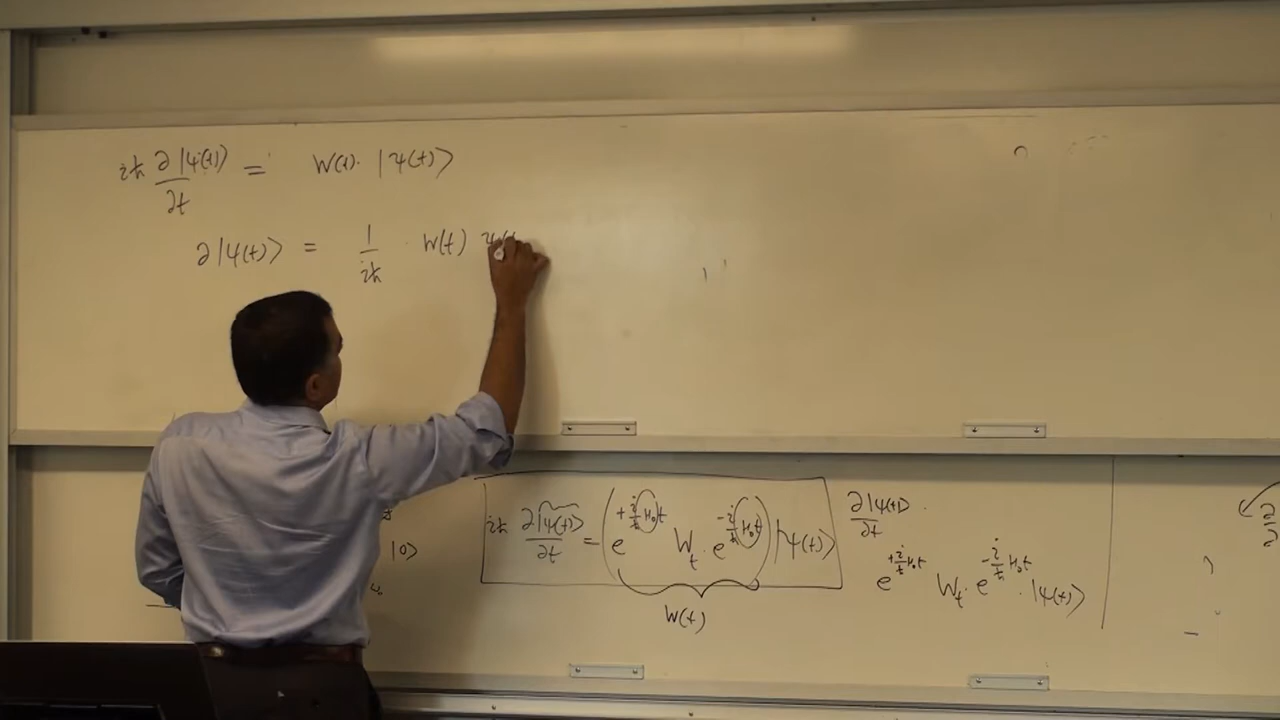 iℏ ∂|ψ(t)⟩/∂t = W(t)· |ψ(t)⟩
∂|ψ(t)⟩ = 1/iℏ · W(t) ψ(t
|0⟩
iℏ ∂|ψ(t)⟩/∂t = (e^{+i/ℏ H₀t} W_t · e^{-i/ℏ H₀t}) |ψ(t)⟩
W(t)
∂|ψ(t)⟩/∂t
e^{+i/ℏ H₀t} W_t · e^{-i/ℏ H₀t} · |ψ(t)⟩